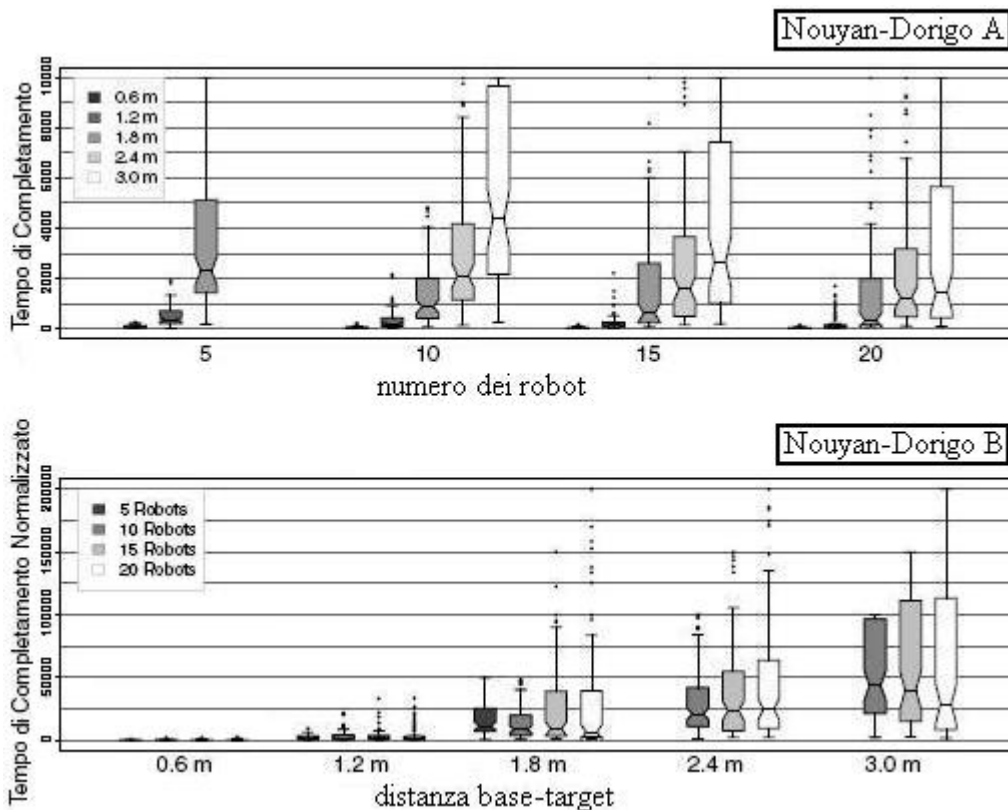 Nouyan-Dorigo A
Tempo di Completamento
10000
8000
6000
4000
2000
0
0.6 m
1.2 m
1.8 m
2.4 m
3.0 m
5 10 15 20
numero dei robot
Nouyan-Dorigo B
Tempo di Completamento Normalizzato
200000
150000
100000
50000
0
5 Robots
10 Robots
15 Robots
20 Robots
0.6 m 1.2 m 1.8 m 2.4 m 3.0 m
distanza base-target